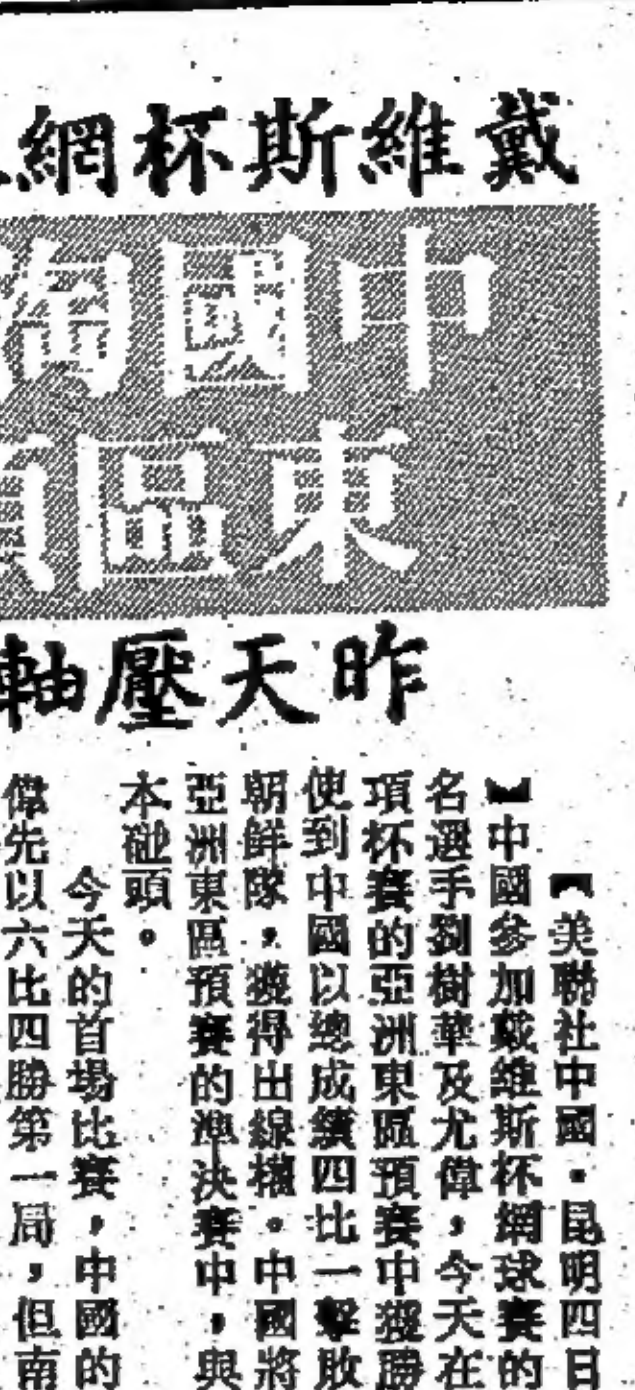 戴維斯杯網
中國淘
東區預
昨天壓軸
【美聯社中國·昆明四日
】中國參加戴維斯杯網球賽的
名選手劉樹華及尤偉，今天在
項杯賽的亞洲東區預賽中獲勝
使到中國以總成績四比一擊敗
朝鮮隊，獲得出線權。中國將
亞洲東區預賽的準決賽中，與
本碰頭。
今天的首場比賽，中國的
偉先以六比四勝第一局，但南